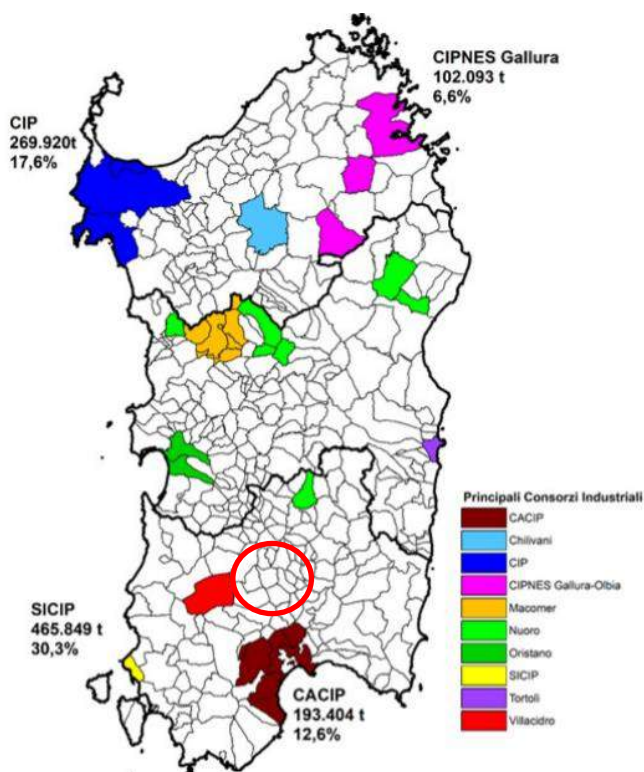 CIPNES Gallura
102.093 t
6,6%
CIP
269.920t
17,6%
SICIP
465.849 t
30,3%
CACIP
193.404 t
12,6%
Principali Consorzi Industriali
CACIP
Chilivani
CIP
CIPNES Gallura-Olbia
Macomer
Nuoro
Oristano
SICIP
Tortolì
Villacidro